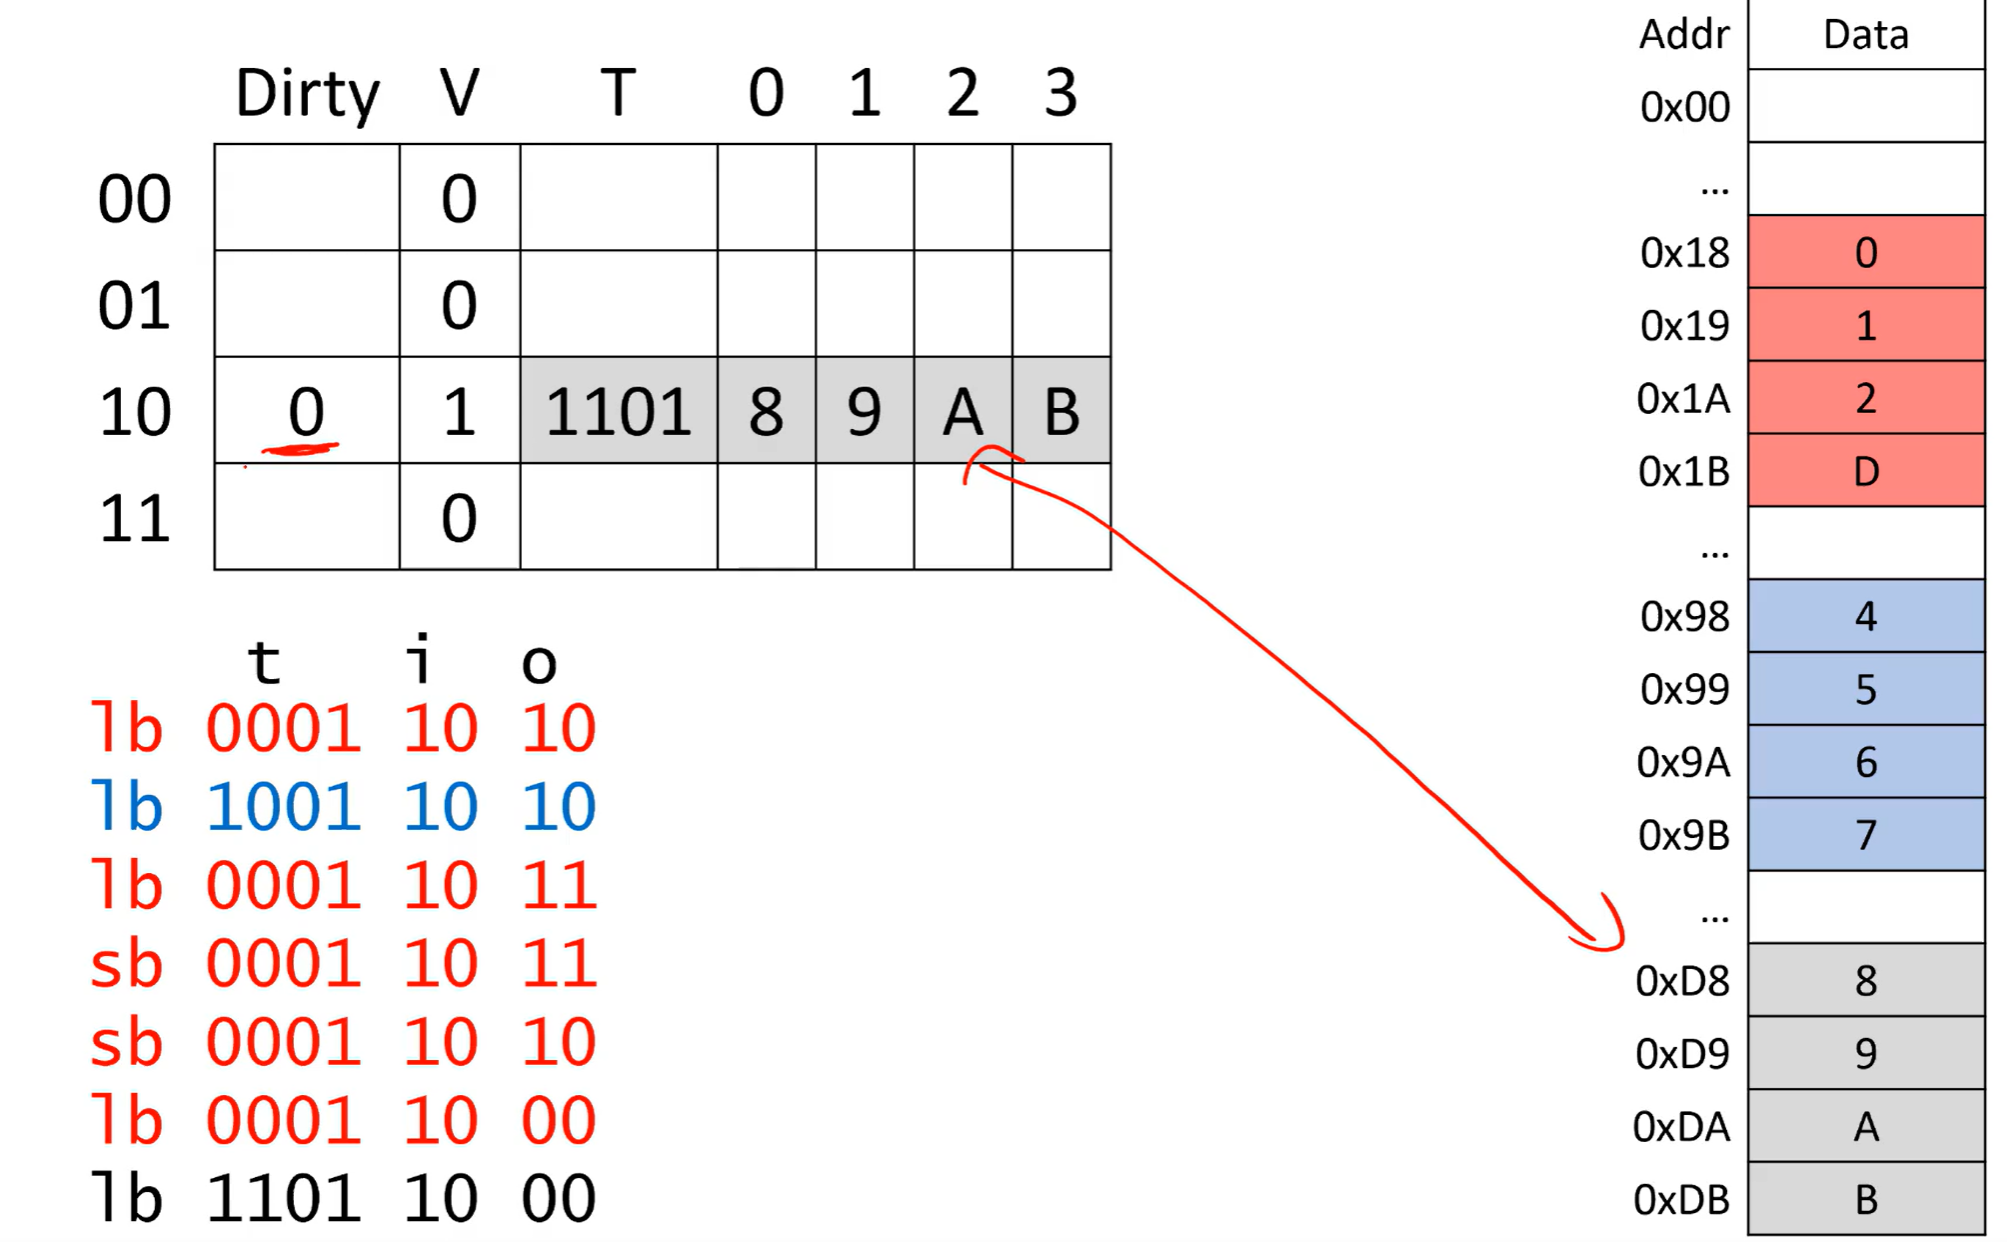 Dirty V T 0 1 2 3
00 0
01 0
10 0 1 1101 8 9 A B
11 0
t i o
lb 0001 10 10
lb 1001 10 10
lb 0001 10 11
sb 0001 10 11
sb 0001 10 10
lb 0001 10 00
lb 1101 10 00
Addr Data
0x00
...
0x18 0
0x19 1
0x1A 2
0x1B D
...
0x98 4
0x99 5
0x9A 6
0x9B 7
...
0xD8 8
0xD9 9
0xDA A
0xDB B